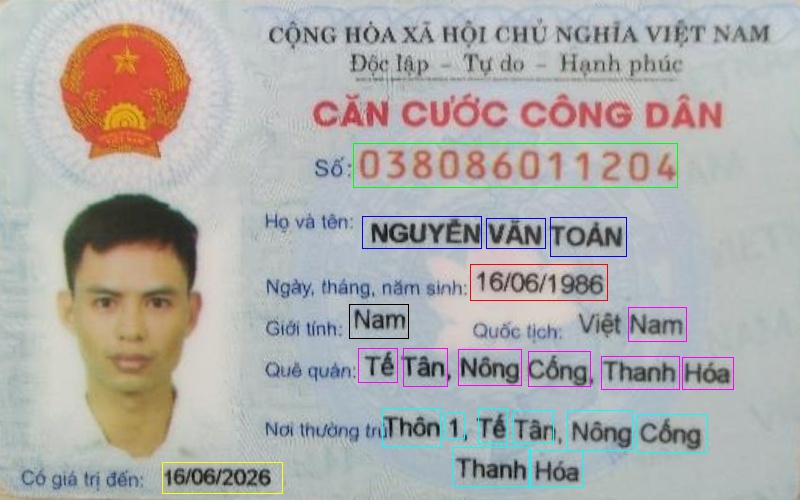 CỘNG HÒA XÃ HỘI CHỦ NGHĨA VIỆT NAM
Độc lập - Tự do - Hạnh phúc
CĂN CƯỚC CÔNG DÂN
Số: 038086011204
Họ và tên: NGUYỄN VĂN TOẢN
Ngày, tháng, năm sinh: 16/06/1986
Giới tính: Nam Quốc tịch: Việt Nam
Quê quán: Tế Tân, Nông Cống, Thanh Hóa
Nơi thường trú: Thôn 1, Tế Tân, Nông Cống
Thanh Hóa
Có giá trị đến: 16/06/2026